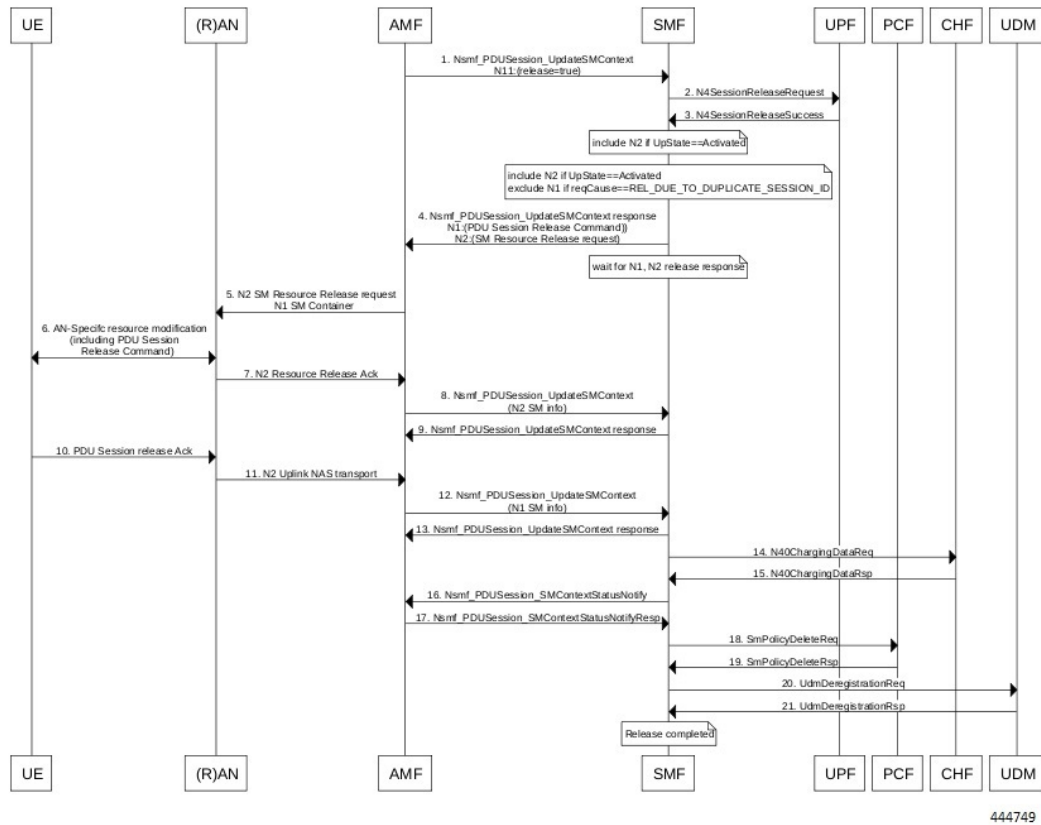 UE
(R)AN
AMF
SMF
UPF
PCF
CHF
UDM
1. Nsmf_PDUSession_UpdateSMContext
N11:(release=true)
2. N4SessionReleaseRequest
3. N4SessionReleaseSuccess
include N2 if UpState==Activated
include N2 if UpState==Activated
exclude N1 if reqCause==REL_DUE_TO_DUPLICATE_SESSION_ID
4. Nsmf_PDUSession_UpdateSMContext response
N1:(PDU Session Release Command))
N2:(SM Resource Release request)
wait for N1, N2 release response
5. N2 SM Resource Release request
N1 SM Container
6. AN-Specifc resource modification
(including PDU Session
Release Command)
7. N2 Resource Release Ack
8. Nsmf_PDUSession_UpdateSMContext
(N2 SM info)
9. Nsmf_PDUSession_UpdateSMContext response
10. PDU Session release Ack
11. N2 Uplink NAS transport
12. Nsmf_PDUSession_UpdateSMContext
(N1 SM info)
13. Nsmf_PDUSession_UpdateSMContext response
14. N40ChargingDataReq
15. N40ChargingDataRsp
16. Nsmf_PDUSession_SMContextStatusNotify
17. Nsmf_PDUSession_SMContextStatusNotifyResp
18. SmPolicyDeleteReq
19. SmPolicyDeleteRsp
20. UdmDeregistrationReq
21. UdmDeregistrationRsp
Release completed
UE
(R)AN
AMF
SMF
UPF
PCF
CHF
UDM
444749